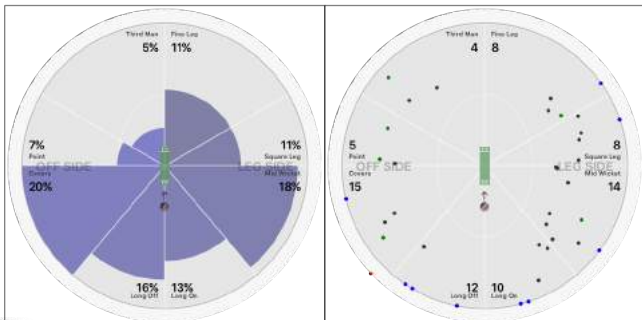 Third Man Fine Leg
5% 11%
7%
Point
OFF SIDE
Covers
20%
11%
Square Leg
LEG SIDE
Mid Wicket
18%
16% 13%
Long Off Long On
Third Man Fine Leg
4 8
5
Point
OFF SIDE
Covers
15
8
Square Leg
LEG SIDE
Mid Wicket
14
12 10
Long Off Long On